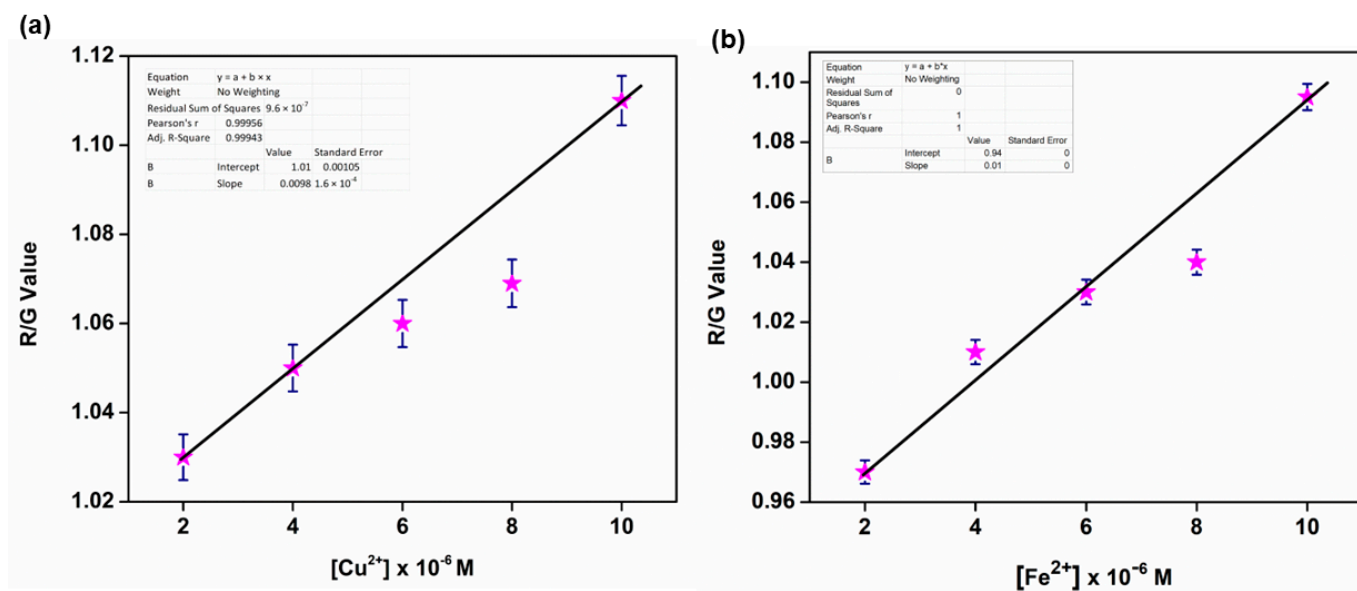 (a)
1.12
1.10
1.08
1.06
1.04
1.02
R/G Value
Equation y = a + b × x
Weight No Weighting
Residual Sum of Squares 9.6 × 10⁻⁷
Pearson's r 0.99956
Adj. R-Square 0.99943
Value Standard Error
B Intercept 1.01 0.00105
B Slope 0.0098 1.6 × 10⁻⁴
2 4 6 8 10
[Cu²⁺] x 10⁻⁶ M
(b)
1.10
1.08
1.06
1.04
1.02
1.00
0.98
0.96
R/G Value
Equation y = a + b*x
Weight No Weighting
Residual Sum of 0
Squares
Pearson's r 1
Adj. R-Square 1
Value Standard Error
B Intercept 0.94 0
Slope 0.01 0
2 4 6 8 10
[Fe²⁺] x 10⁻⁶ M